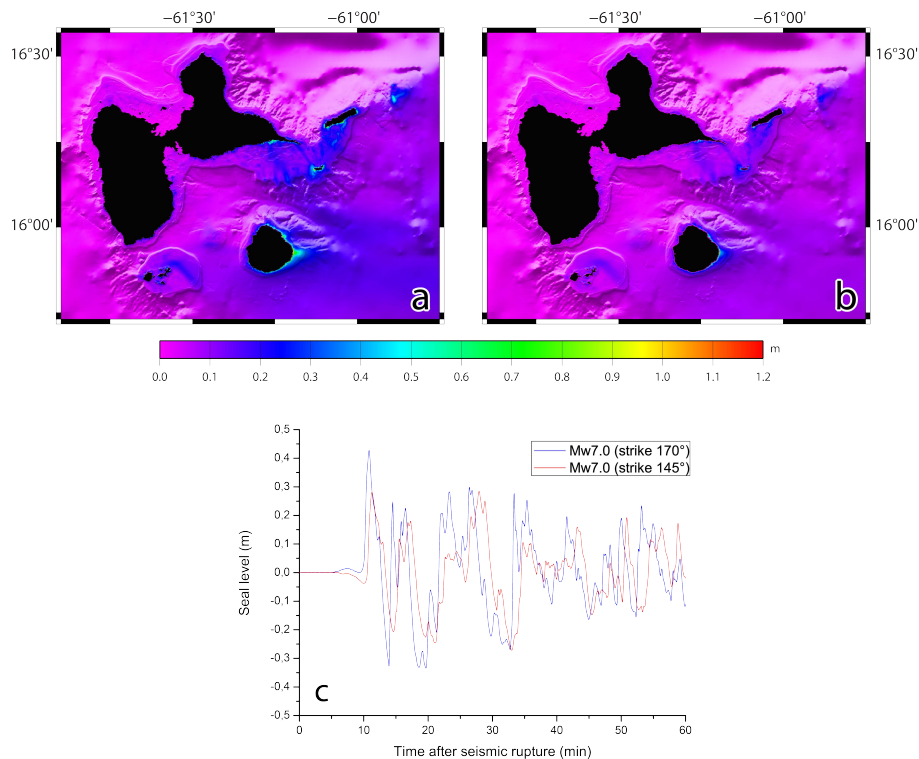 −61°30' −61°00' −61°30' −61°00'
16°30' 16°30'
16°00' 16°00'
a b
m
0.0 0.1 0.2 0.3 0.4 0.5 0.6 0.7 0.8 0.9 1.0 1.1 1.2
0,5
Mw7.0 (strike 170°)
0,4
Mw7.0 (strike 145°)
0,3
0,2
0,1
Seal level (m)
0,0
-0,1
-0,2
-0,3
-0,4
c
-0,5
0 10 20 30 40 50 60
Time after seismic rupture (min)